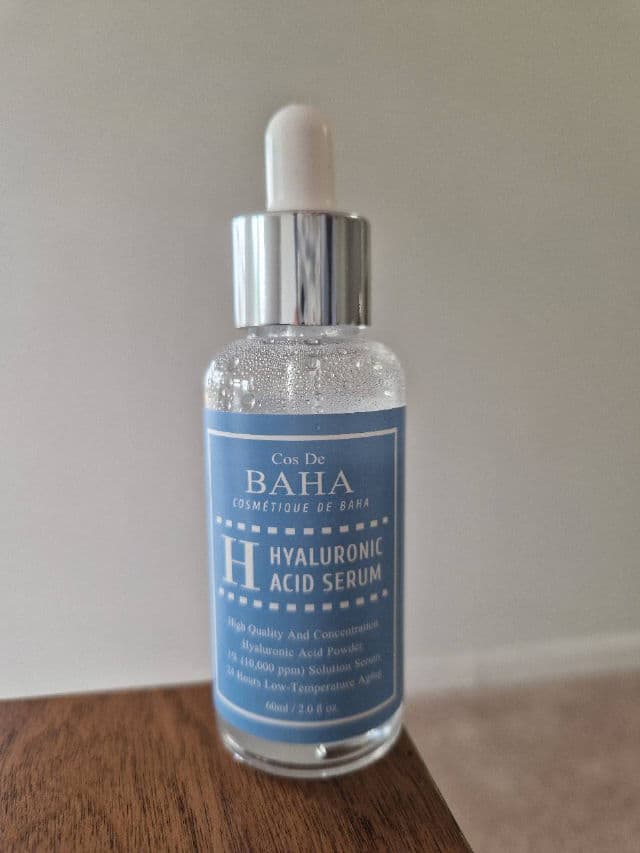 Cos De
BAHA
COSMÉTIQUE DE BAHA
H HYALURONIC
ACID SERUM
High Quality And Concentration
Hyaluronic Acid Powder
1% (10,000 ppm) Solution Serum
24 Hours Low-Temperature Aging
60ml / 2.0 fl oz.